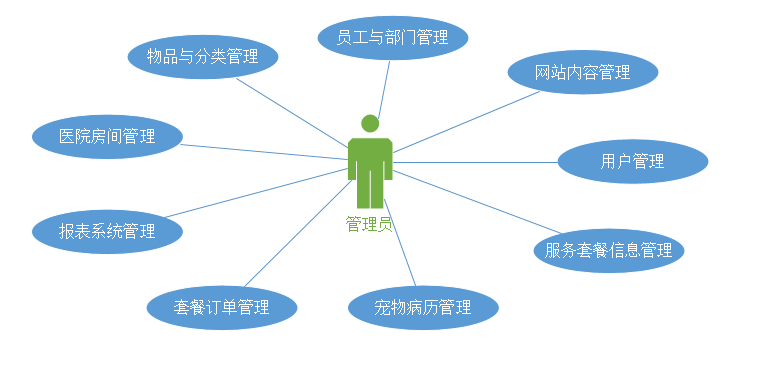 员工与部门管理
物品与分类管理
网站内容管理
医院房间管理
用户管理
管理员
报表系统管理
服务套餐信息管理
套餐订单管理
宠物病历管理